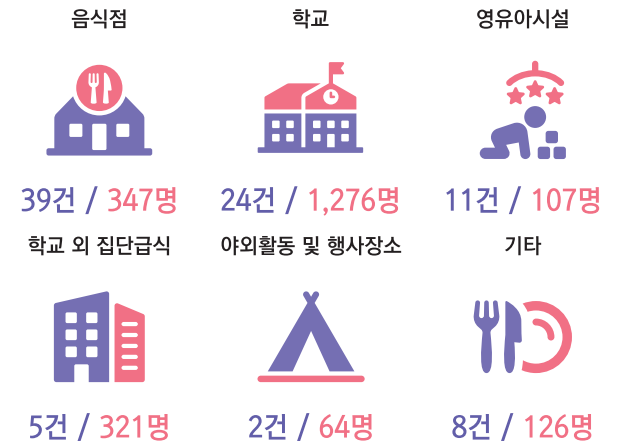 음식점 학교 영유아시설
39건 / 347명 24건 / 1,276명 11건 / 107명
학교 외 집단급식 야외활동 및 행사장소 기타
5건 / 321명 2건 / 64명 8건 / 126명